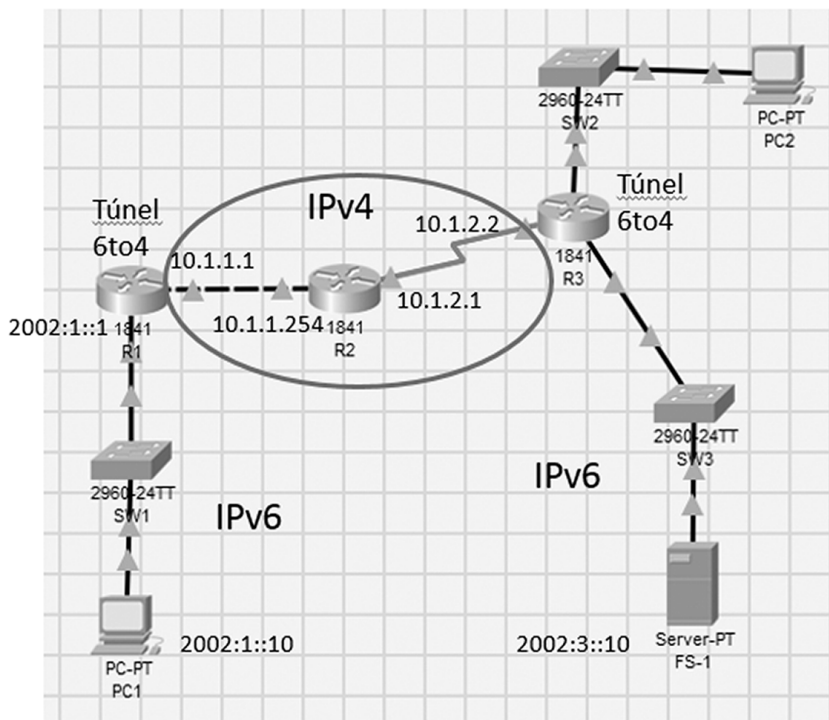 2960-24TT
SW2
PC-PT
PC2
IPv4
Túnel
6to4
10.1.2.2
Túnel
6to4
10.1.1.1
1841
R3
10.1.2.1
2002:1::1
1841
R1
10.1.1.254
1841
R2
2960-24TT
SW3
IPv6
2960-24TT
SW1
IPv6
2002:1::10
2002:3::10
Server-PT
FS-1
PC-PT
PC1